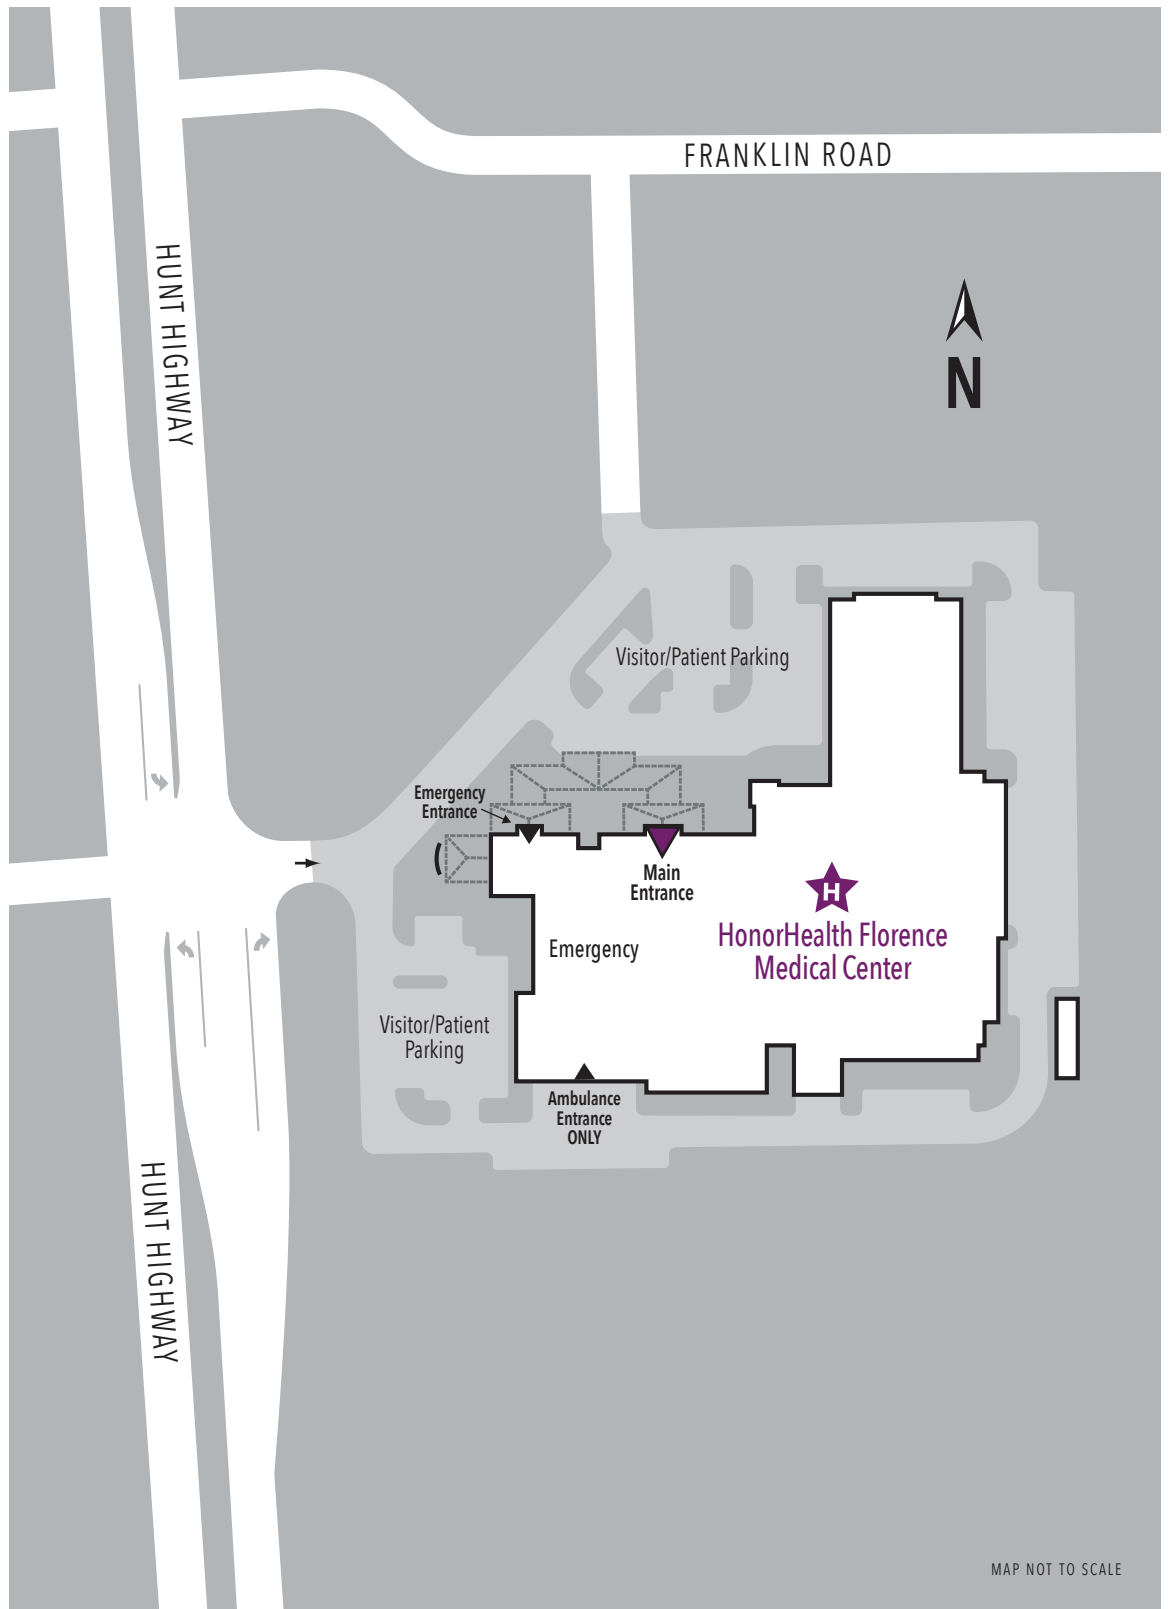 FRANKLIN ROAD
HUNT HIGHWAY
N
Visitor/Patient Parking
Emergency
Entrance
Main
Entrance
H
HonorHealth Florence
Medical Center
Emergency
Visitor/Patient
Parking
Ambulance
Entrance
ONLY
HUNT HIGHWAY
MAP NOT TO SCALE